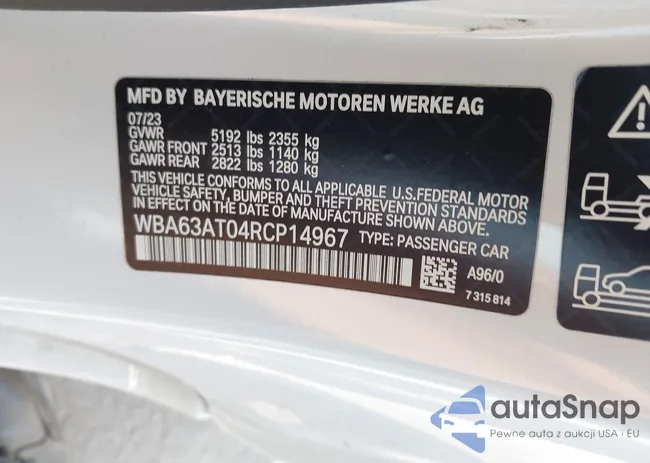 MFD BY BAYERISCHE MOTOREN WERKE AG
07/23
GVWR 5192 lbs 2355 kg
GAWR FRONT 2513 lbs 1140 kg
GAWR REAR 2822 lbs 1280 kg
THIS VEHICLE CONFORMS TO ALL APPLICABLE U.S.FEDERAL MOTOR
VEHICLE SAFETY, BUMPER AND THEFT PREVENTION STANDARDS
IN EFFECT ON THE DATE OF MANUFACTURE SHOWN ABOVE.
WBA63AT04RCP14967 TYPE: PASSENGER CAR
A96/0
7315814
autaSnap
Pewne auta z aukcji USA i EU